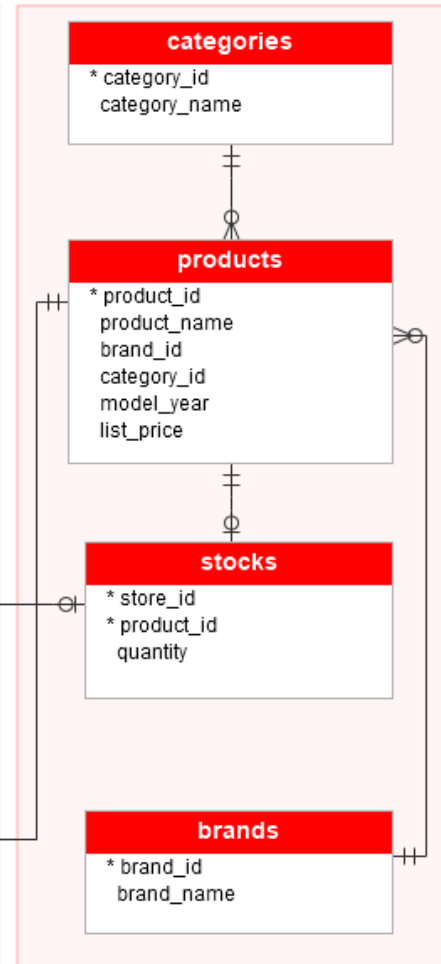 categories
* category_id
category_name
products
* product_id
product_name
brand_id
category_id
model_year
list_price
stocks
* store_id
* product_id
quantity
brands
* brand_id
brand_name